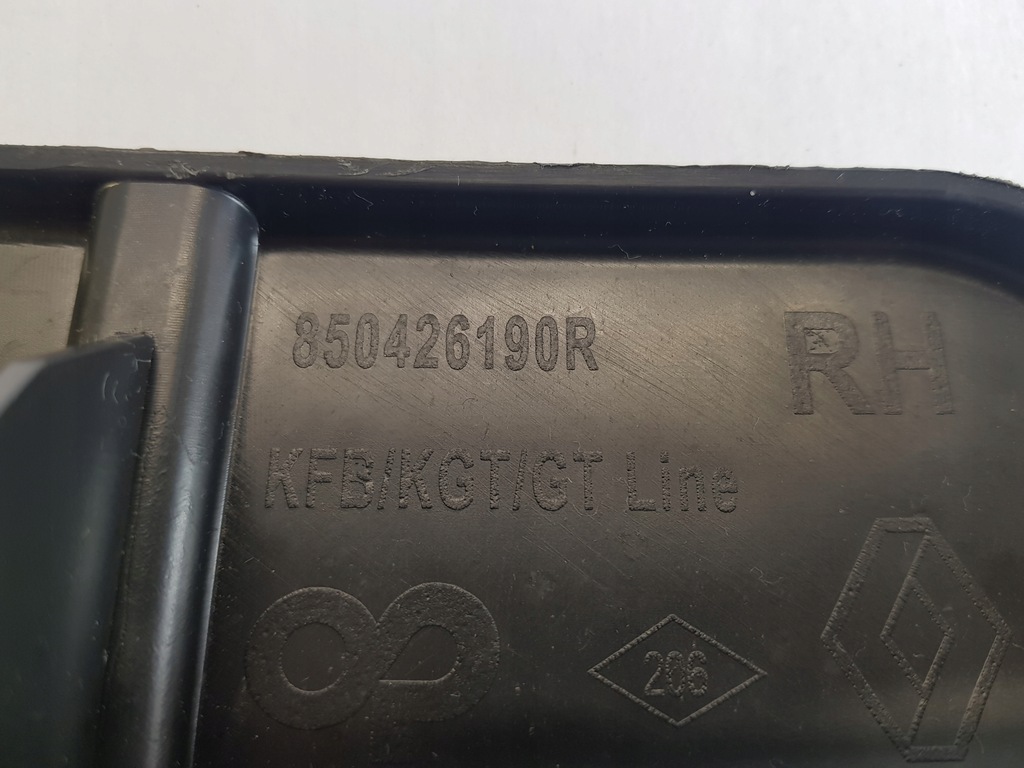 850426190R
RH
KFB/KGT/GT Line
206